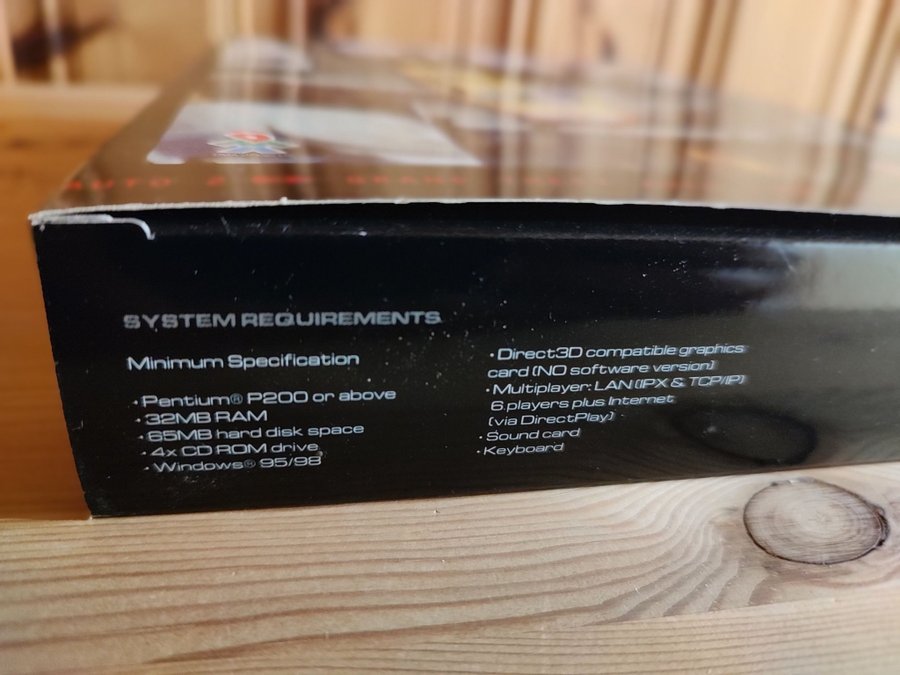 SYSTEM REQUIREMENTS
Minimum Specification
• Pentium® P200 or above
• 32MB RAM
• 65MB hard disk space
• 4x CD ROM drive
• Windows® 95/98
• Direct3D compatible graphics
card (NO software version)
• Multiplayer: LAN (IPX & TCP/IP)
6 players plus Internet
(via DirectPlay)
• Sound card
• Keyboard